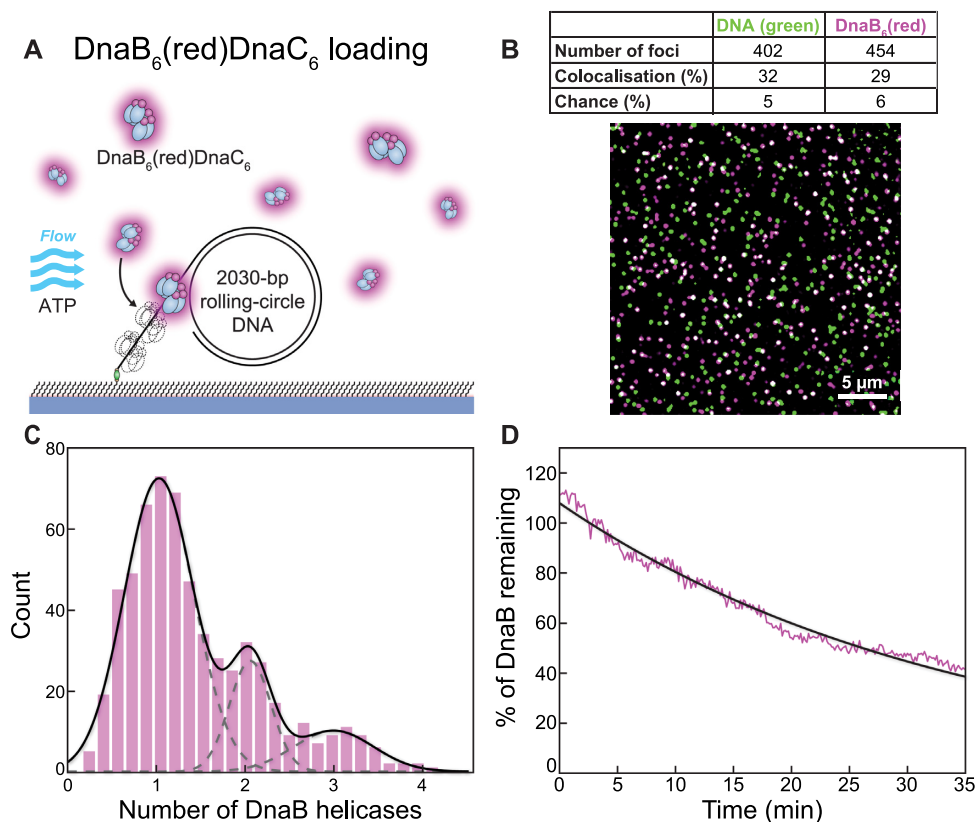 A
DnaB6(red)DnaC6 loading
DnaB6(red)DnaC6
Flow
ATP
2030-bp
rolling-circle
DNA
B
DNA (green) DnaB6(red)
Number of foci 402 454
Colocalisation (%) 32 29
Chance (%) 5 6
5 µm
C
80
60
40
20
0
Count
0 1 2 3 4
Number of DnaB helicases
D
120
100
80
60
40
20
0
% of DnaB remaining
0 5 10 15 20 25 30 35
Time (min)